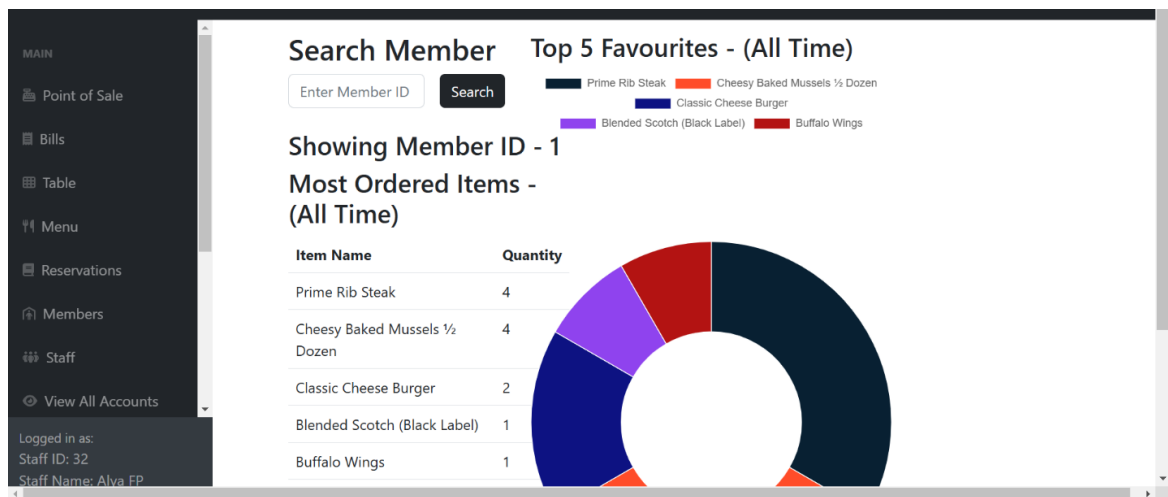 MAIN
Point of Sale
Bills
Table
Menu
Reservations
Members
Staff
View All Accounts
Logged in as:
Staff ID: 32
Staff Name: Alya FP
Search Member
Enter Member ID
Search
Showing Member ID - 1
Most Ordered Items -
(All Time)
Item Name Quantity
Prime Rib Steak 4
Cheesy Baked Mussels ½ 4
Dozen
Classic Cheese Burger 2
Blended Scotch (Black Label) 1
Buffalo Wings 1
Top 5 Favourites - (All Time)
Prime Rib Steak Cheesy Baked Mussels ½ Dozen
Classic Cheese Burger
Blended Scotch (Black Label) Buffalo Wings